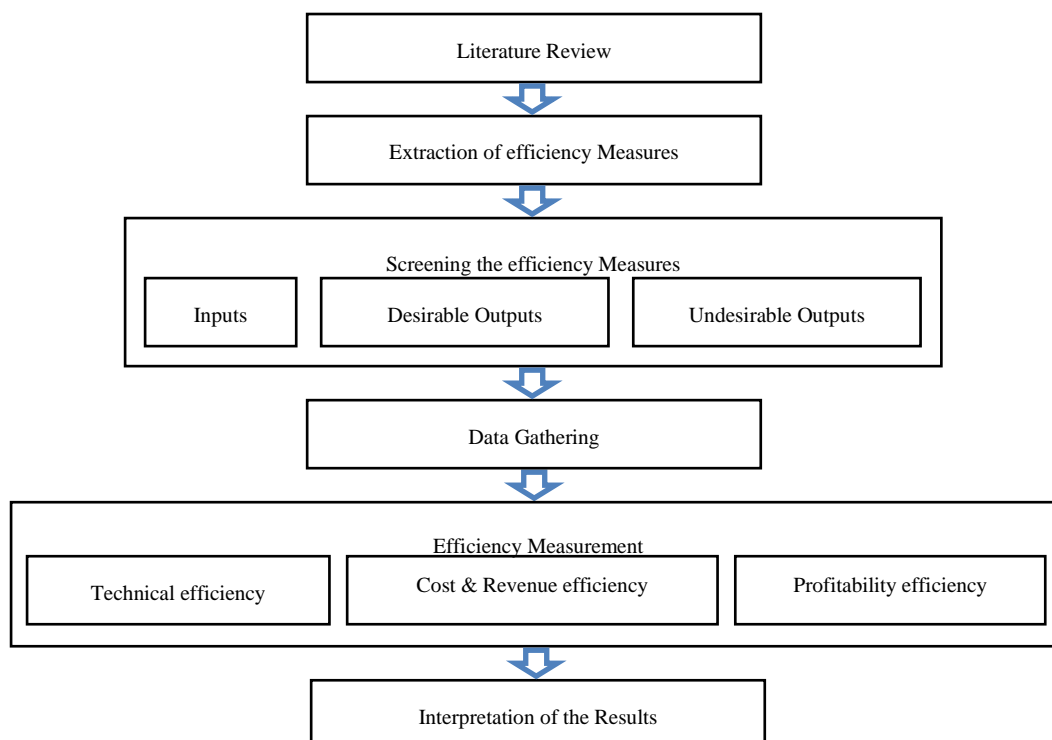 Literature Review
Extraction of efficiency Measures
Screening the efficiency Measures
Inputs
Desirable Outputs
Undesirable Outputs
Data Gathering
Efficiency Measurement
Technical efficiency
Cost & Revenue efficiency
Profitability efficiency
Interpretation of the Results